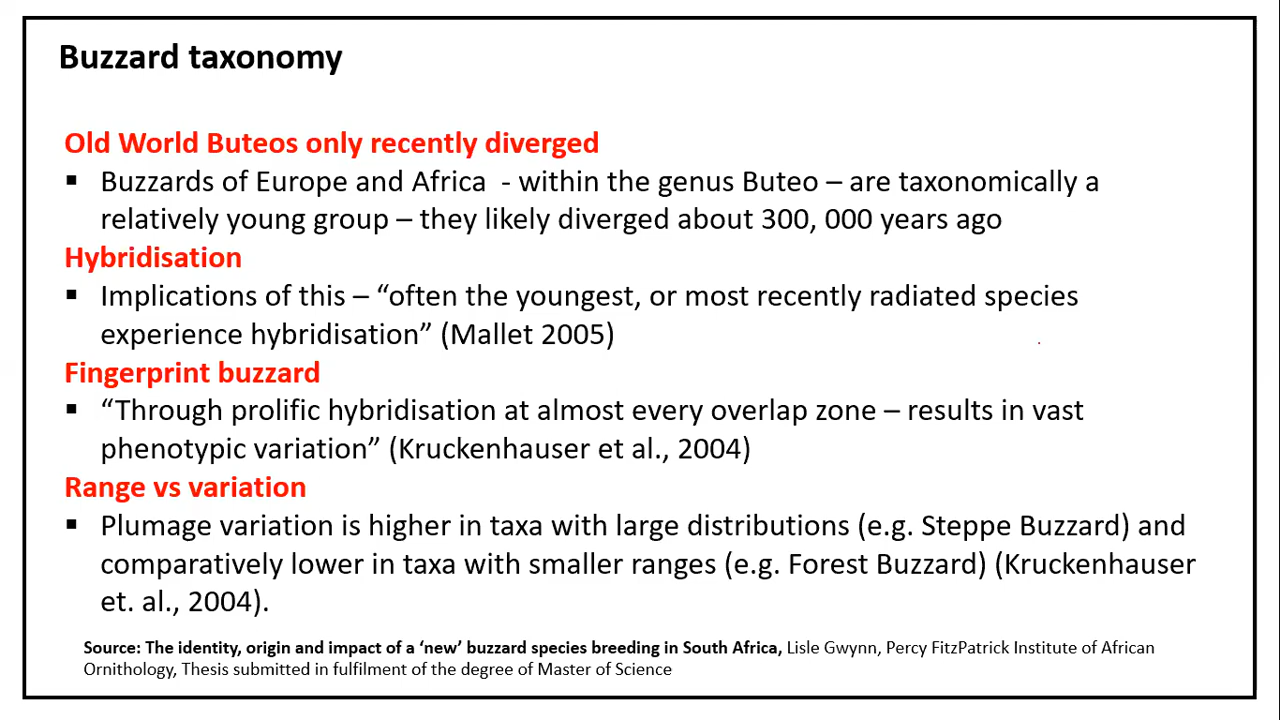 Buzzard taxonomy
Old World Buteos only recently diverged
▪ Buzzards of Europe and Africa - within the genus Buteo – are taxonomically a
relatively young group – they likely diverged about 300, 000 years ago
Hybridisation
▪ Implications of this – “often the youngest, or most recently radiated species
experience hybridisation” (Mallet 2005)
Fingerprint buzzard
▪ “Through prolific hybridisation at almost every overlap zone – results in vast
phenotypic variation” (Kruckenhauser et al., 2004)
Range vs variation
▪ Plumage variation is higher in taxa with large distributions (e.g. Steppe Buzzard) and
comparatively lower in taxa with smaller ranges (e.g. Forest Buzzard) (Kruckenhauser
et. al., 2004).
Source: The identity, origin and impact of a ‘new’ buzzard species breeding in South Africa, Lisle Gwynn, Percy FitzPatrick Institute of African
Ornithology, Thesis submitted in fulfilment of the degree of Master of Science